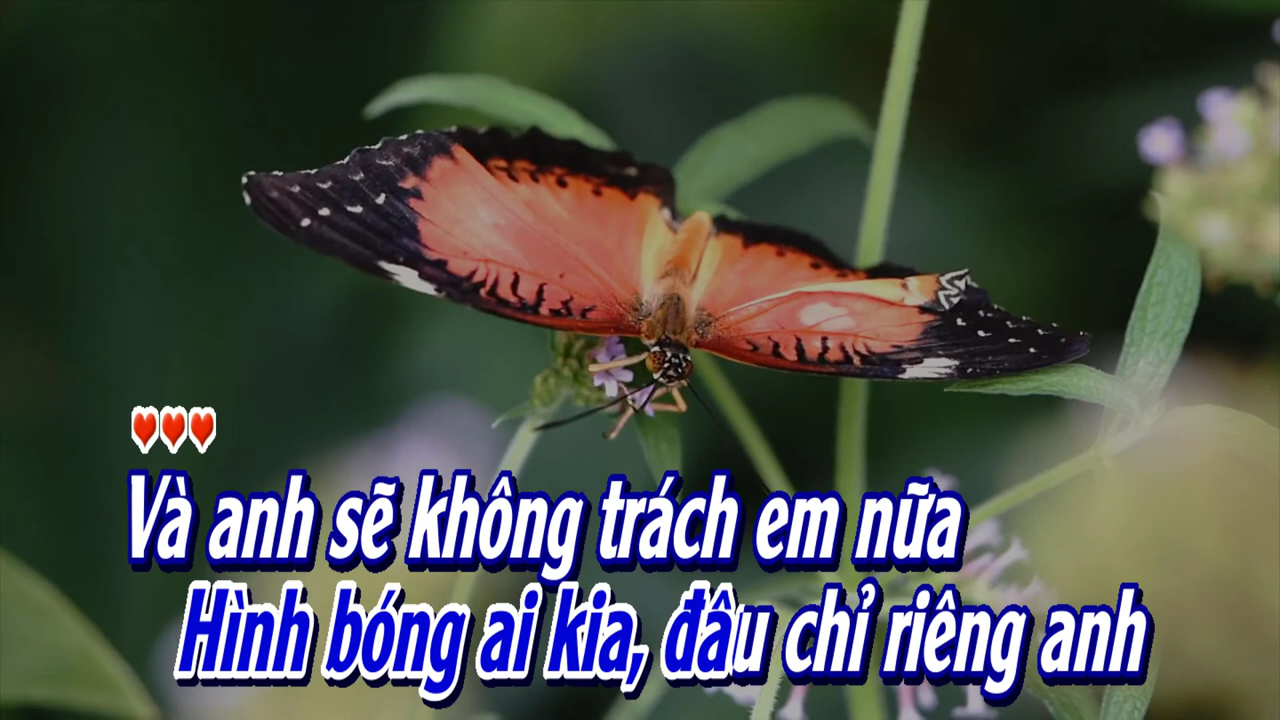 Và anh sẽ không trách em nữa
Hình bóng ai kia, đâu chỉ riêng anh